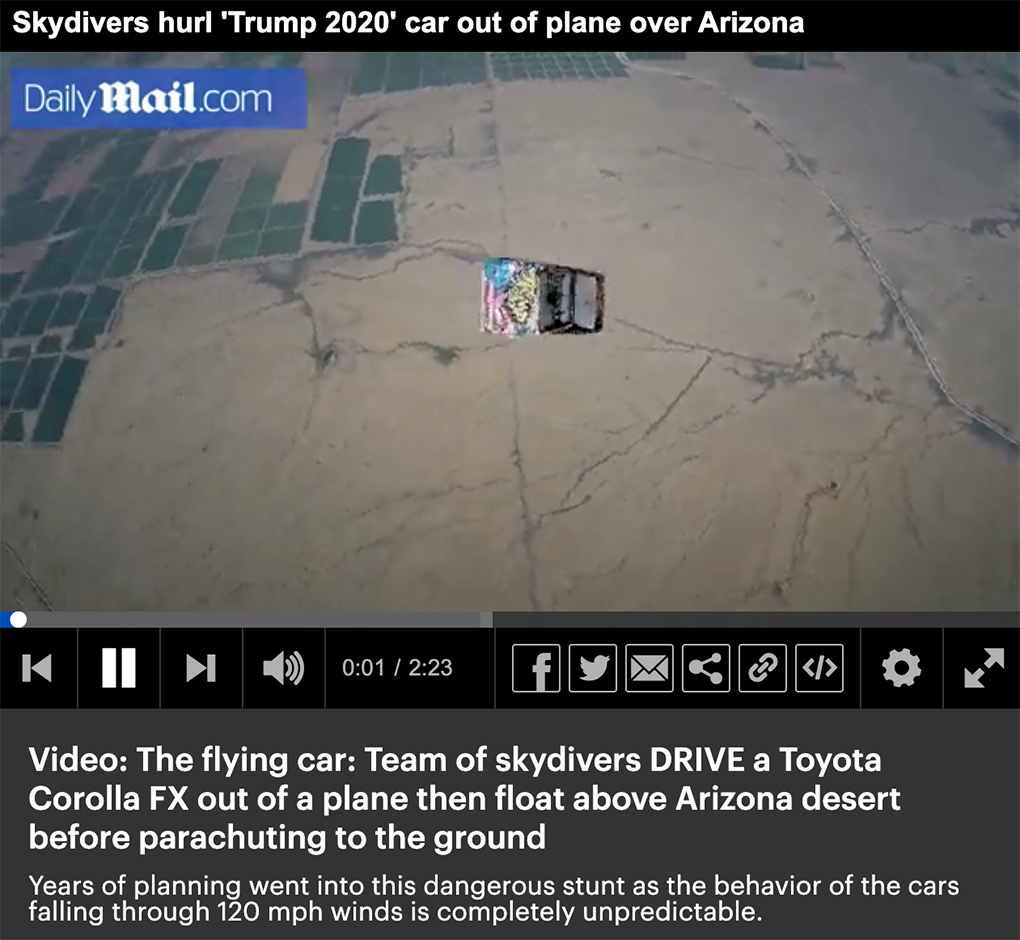 Skydivers hurl 'Trump 2020' car out of plane over Arizona
Daily Mail.com
0:01 / 2:23
Video: The flying car: Team of skydivers DRIVE a Toyota
Corolla FX out of a plane then float above Arizona desert
before parachuting to the ground
Years of planning went into this dangerous stunt as the behavior of the cars
falling through 120 mph winds is completely unpredictable.